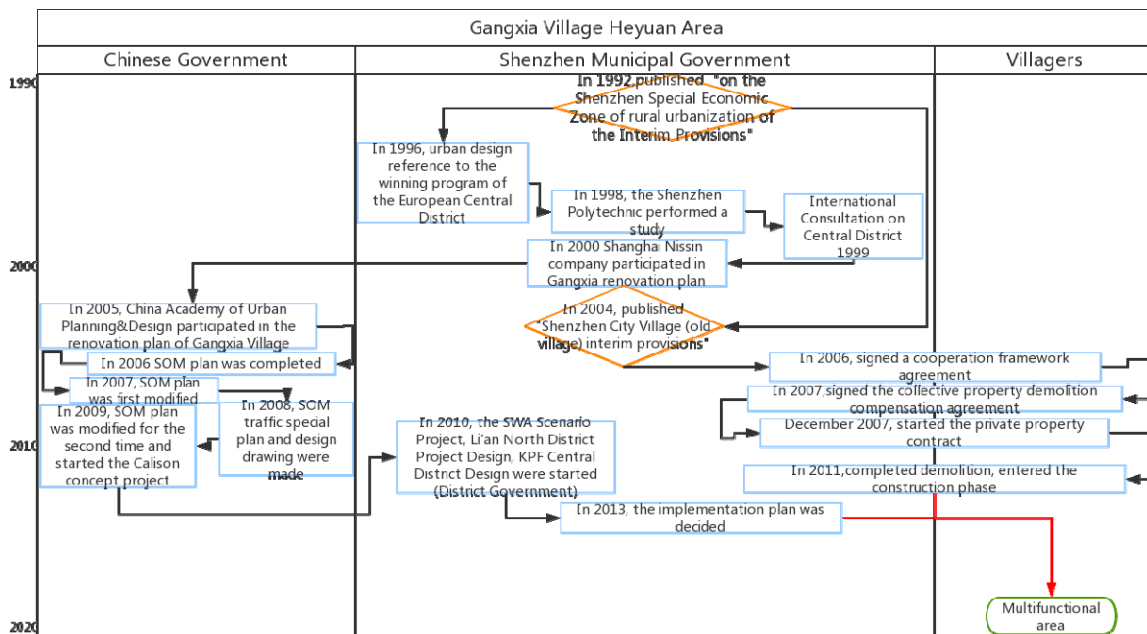 Gangxia Village Heyuan Area
Chinese Government
Shenzhen Municipal Government
Villagers
1990
In 1992,published "on the
Shenzhen Special Economic
Zone of rural urbanization of
the Interim Provisions"
In 1996, urban design
reference to the
winning program of
the European Central
District
In 1998, the Shenzhen
Polytechnic performed a
study
International
Consultation on
Central District
1999
2000
In 2000 Shanghai Nissin
company participated in
Gangxia renovation plan
In 2005, China Academy of Urban
Planning&Design participated in the
renovation plan of Gangxia Village
In 2004, published
"Shenzhen City Village (old
village) interim provisions"
In 2006 SOM plan was completed
In 2006, signed a cooperation framework
agreement
In 2007, SOM plan
was first modified
In 2007,signed the collective property demolition
compensation agreement
In 2009, SOM plan
was modified for the
second time and
started the Calison
concept project
In 2008, SOM
traffic special
plan and design
drawing were
made
2010
In 2010, the SWA Scenario
Project, Li'an North District
Project Design, KPF Central
District Design were started
(District Government)
December 2007, started the private property
contract
In 2011,completed demolition, entered the
construction phase
In 2013, the implementation plan was
decided
Multifunctional
area
2020